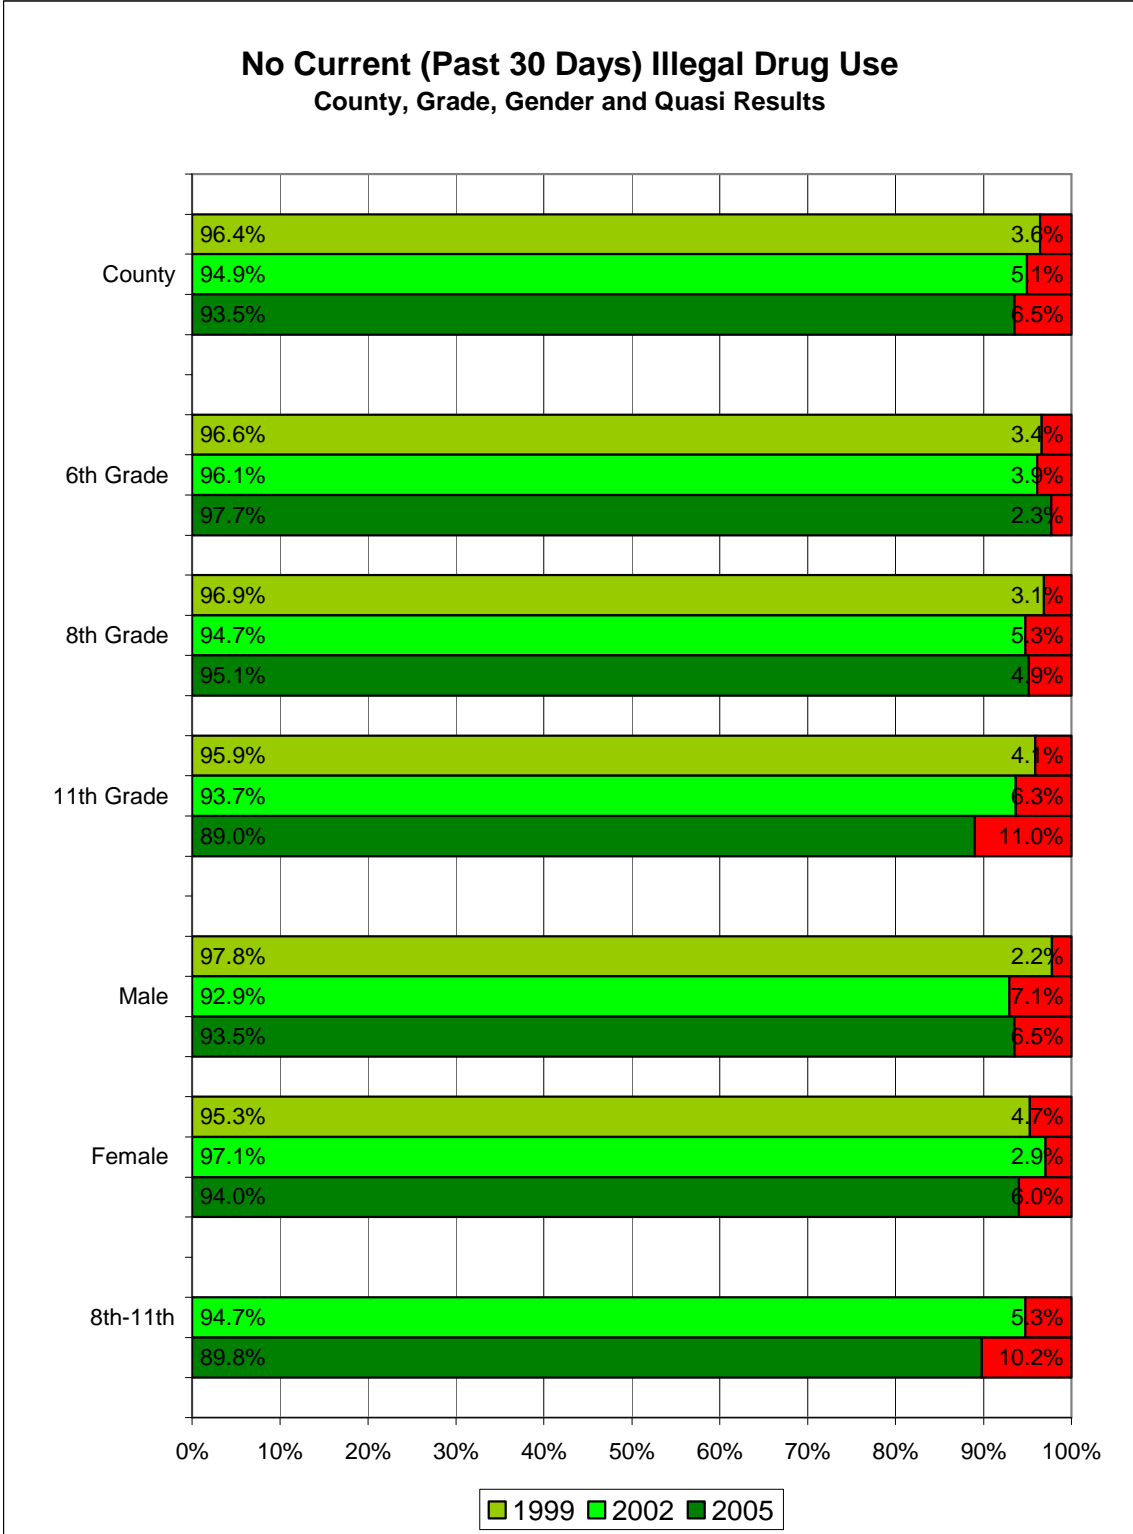 No Current (Past 30 Days) Illegal Drug Use
County, Grade, Gender and Quasi Results
96.4% 3.6%
County
94.9% 5.1%
93.5% 6.5%
96.6% 3.4%
6th Grade 96.1% 3.9%
97.7% 2.3%
96.9% 3.1%
8th Grade 94.7% 5.3%
95.1% 4.9%
95.9% 4.1%
11th Grade 93.7% 6.3%
89.0% 11.0%
97.8% 2.2%
Male 92.9% 7.1%
93.5% 6.5%
95.3% 4.7%
Female 97.1% 2.9%
94.0% 6.0%
8th-11th 94.7% 5.3%
89.8% 10.2%
0% 10% 20% 30% 40% 50% 60% 70% 80% 90% 100%
1999 2002 2005